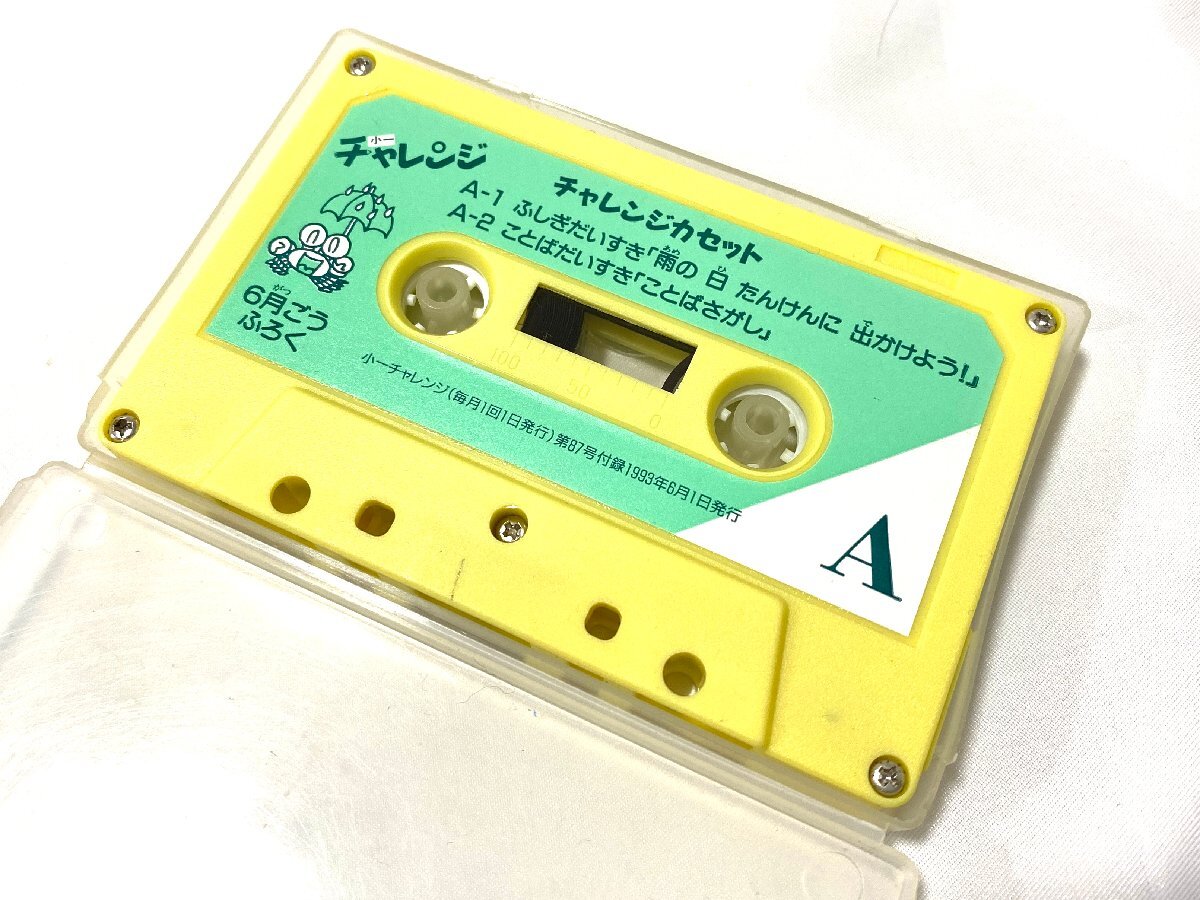 小一
チャレンジ
チャレンジカセット
A-1 ふしぎだいすき「雨の 日 たんけんに 出かけよう!」
A-2 ことばだいすき「ことばさがし」
6月ごう
ふろく
100 50 0
小一チャレンジ(毎月1回1日発行)第87号付録1993年6月1日発行
A